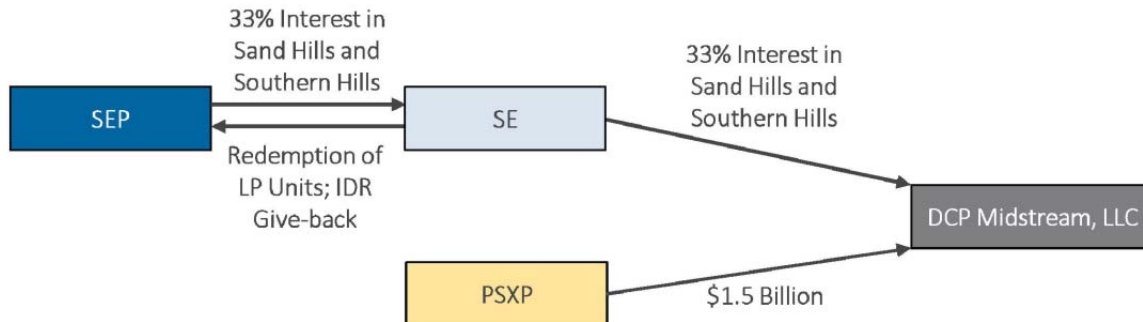 33% Interest in
Sand Hills and
Southern Hills
33% Interest in
Sand Hills and
Southern Hills
SEP
SE
Redemption of
LP Units; IDR
Give-back
DCP Midstream, LLC
PSXP
$1.5 Billion